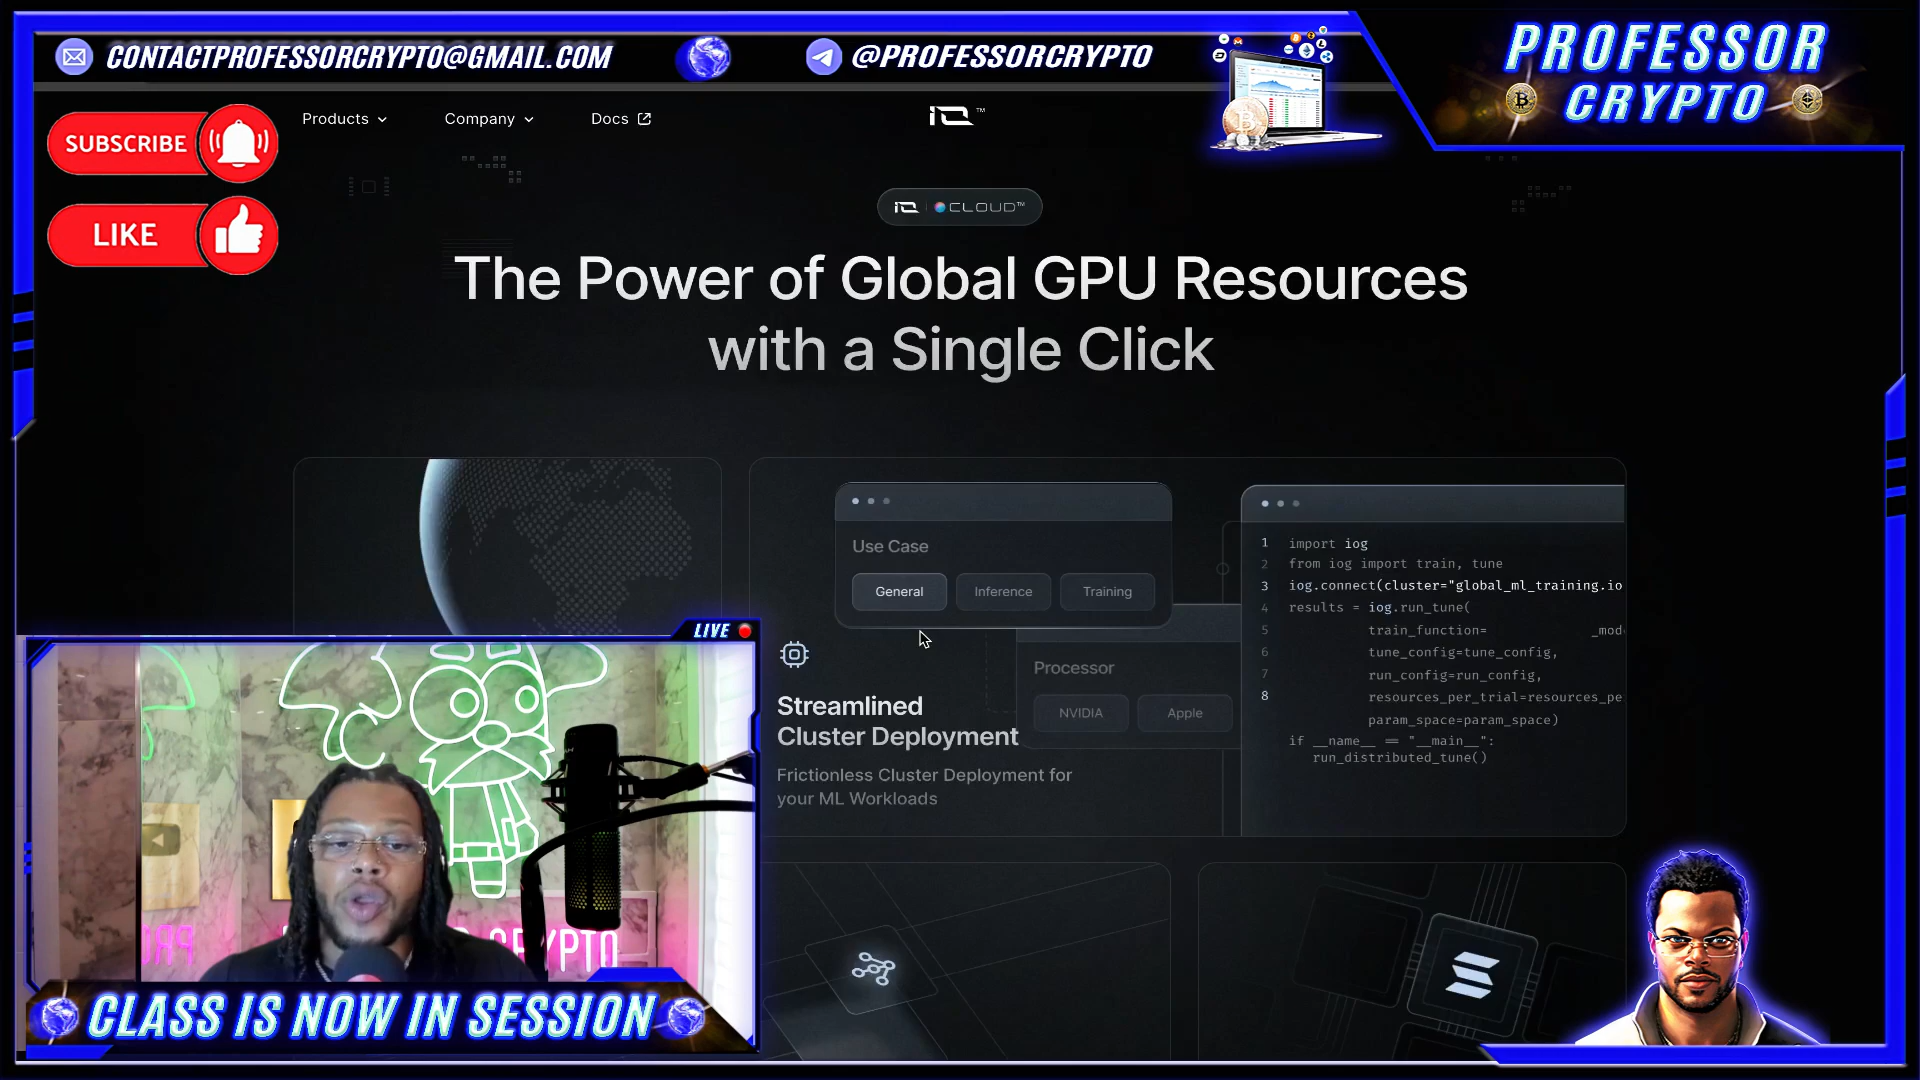 CONTACTPROFESSORCRYPTO@GMAIL.COM
@PROFESSORCRYPTO
PROFESSOR
CRYPTO
SUBSCRIBE
LIKE
Products
Company
Docs
IO™
IO | CLOUD™
The Power of Global GPU Resources
with a Single Click
Use Case
General
Inference
Training
Processor
NVIDIA
Apple
1 import iog
2 from iog import train, tune
3 iog.connect(cluster="global_ml_training.io
4 results = iog.run_tune(
5 train_function= _mod
6 tune_config=tune_config,
7 run_config=run_config,
8 resources_per_trial=resources_pe
param_space=param_space)
if __name__ == "__main__":
run_distributed_tune()
Streamlined
Cluster Deployment
Frictionless Cluster Deployment for
your ML Workloads
LIVE
CRYPTO
CLASS IS NOW IN SESSION